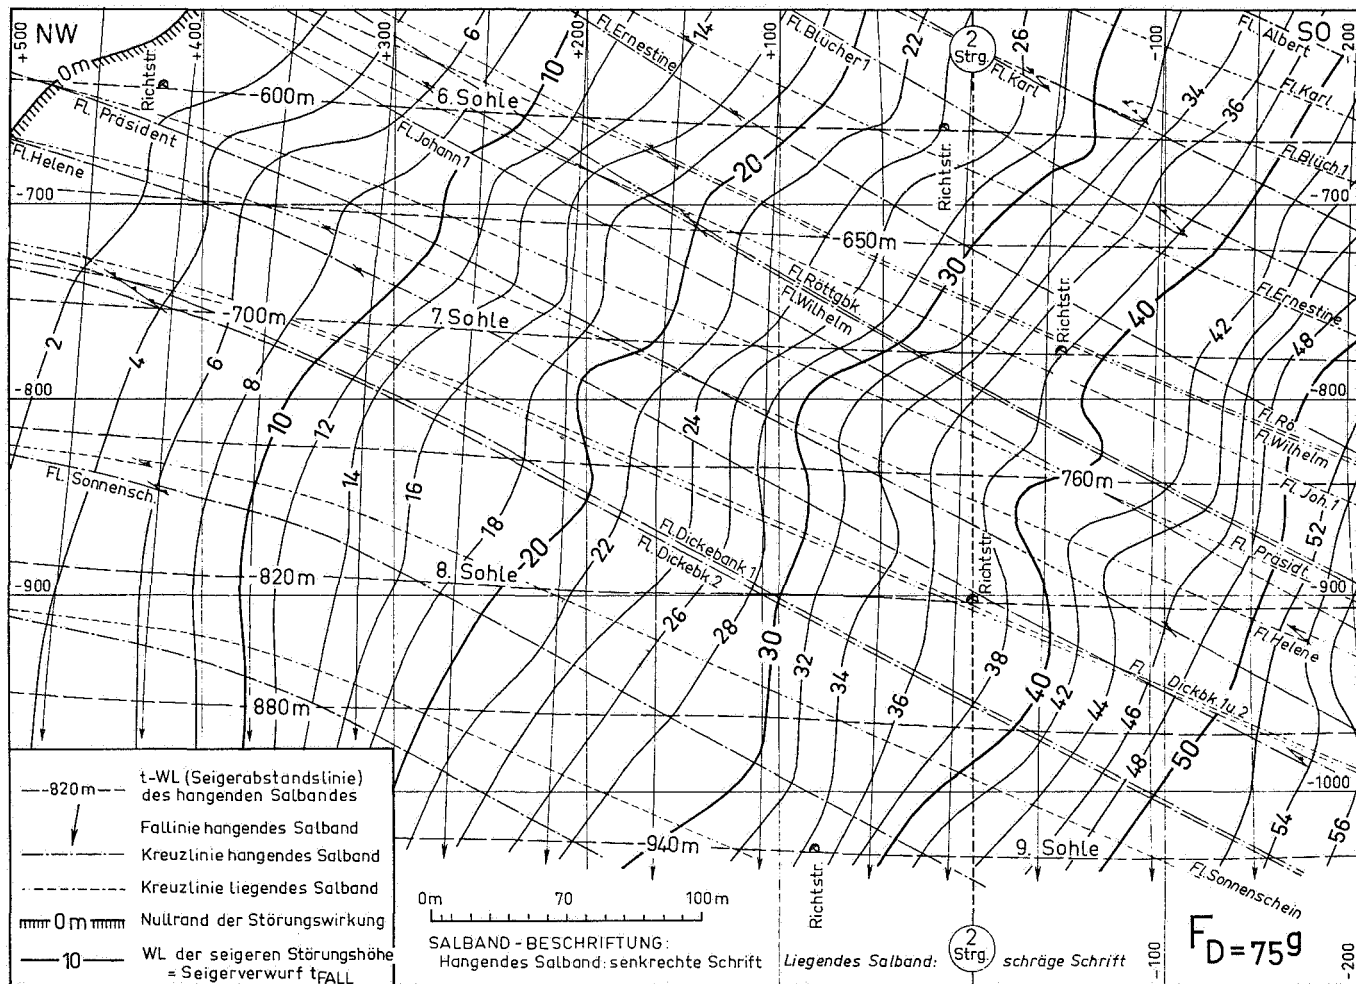 NW
+500
+400
+300
+200
+100
-100
SO
-200
0m
Richtstr.
600m
6.Sohle
Fl. Präsident
Fl.Helene
Fl.Johann1
Fl.Ernestine
Fl.Blücher1
2
Strg.
Fl.Karl
Fl. Albert
Fl.Karl
Fl.Blüch.1
6
10
14
20
22
26
34
36
-700
-700
Richtstr.
-650m
30
Fl.Röttgbk.
Fl.Wilhelm
-700m
7.Sohle
Richtstr.
Fl.Ernestine
40
42
48
2
4
6
8
10
12
14
16
18
-20
22
24
-800
-800
Fl.Rö.
Fl.Wilhelm
Fl. Joh.1
760m
Fl. Sonnensch.
Fl.Dickebank 1
Fl.Dickebk.2
Richtstr.
52
Fl. Präsidt.
-900
-820m
8. Sohle
-900
Fl.Helene
26
28
30
32
34
36
38
40
42
44
46
48
50
Fl. Dickbk.1u.2
880m
-1000
54
56
-940m
9. Sohle
Richtstr.
Fl.Sonnenschein
-820m
t-WL (Seigerabstandslinie)
des hangenden Salbandes
Fallinie hangendes Salband
Kreuzlinie hangendes Salband
Kreuzlinie liegendes Salband
0m Nullrand der Störungswirkung
10 WL der seigeren Störungshöhe
= Seigerverwurf tFALL
0m 70 100m
SALBAND-BESCHRIFTUNG:
Hangendes Salband: senkrechte Schrift Liegendes Salband: schräge Schrift
2
Strg.
-100
-200
FD=75g